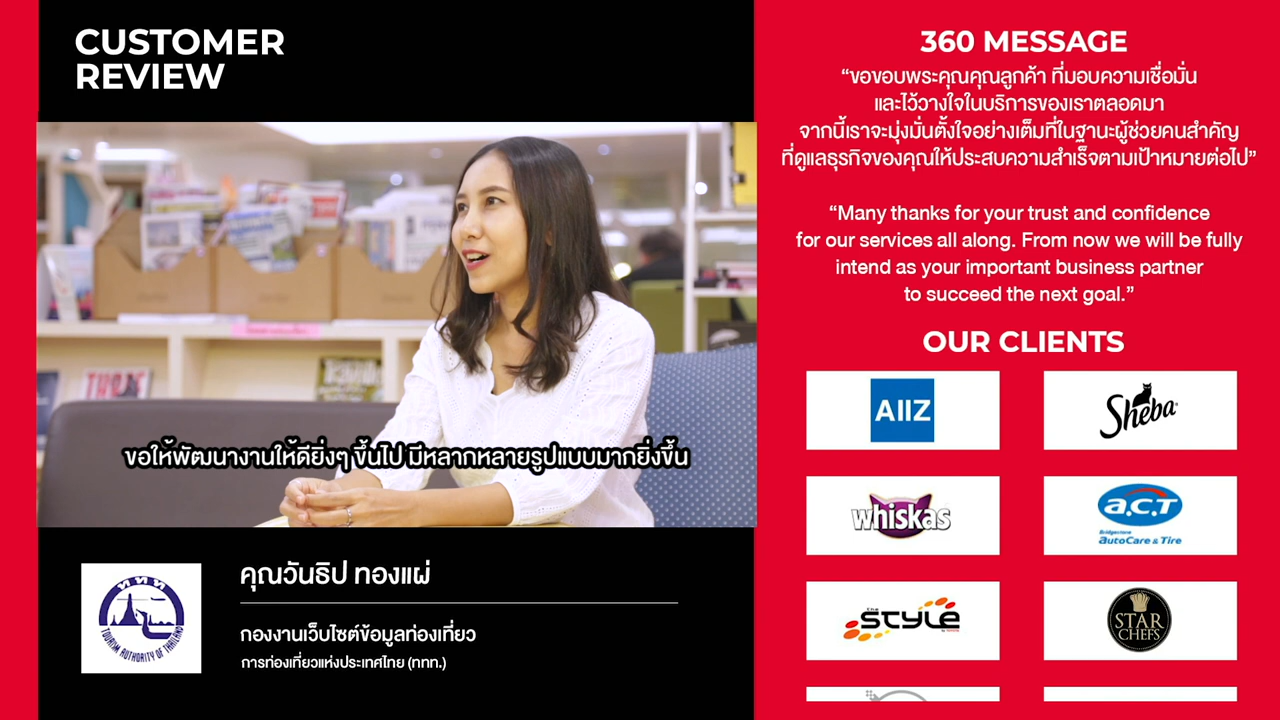 CUSTOMER
REVIEW
ขอให้พัฒนางานให้ดียิ่งๆ ขึ้นไป มีหลากหลายรูปแบบมากยิ่งขึ้น
ททท
TOURISM AUTHORITY OF THAILAND
คุณวันธิป ทองแผ่
กองงานเว็บไซต์ข้อมูลท่องเที่ยว
การท่องเที่ยวแห่งประเทศไทย (ททท.)
360 MESSAGE
“ขอขอบพระคุณคุณลูกค้า ที่มอบความเชื่อมั่น
และไว้วางใจในบริการของเราตลอดมา
จากนี้เราจะมุ่งมั่นตั้งใจอย่างเต็มที่ในฐานะผู้ช่วยคนสำคัญ
ที่ดูแลธุรกิจของคุณให้ประสบความสำเร็จตามเป้าหมายต่อไป”
“Many thanks for your trust and confidence
for our services all along. From now we will be fully
intend as your important business partner
to succeed the next goal.”
OUR CLIENTS
AIIZ
Sheba
whiskas
a.c.t
Bridgestone
autoCare & Tire
the
STYLE
by TOYOTA
STAR
CHEFS